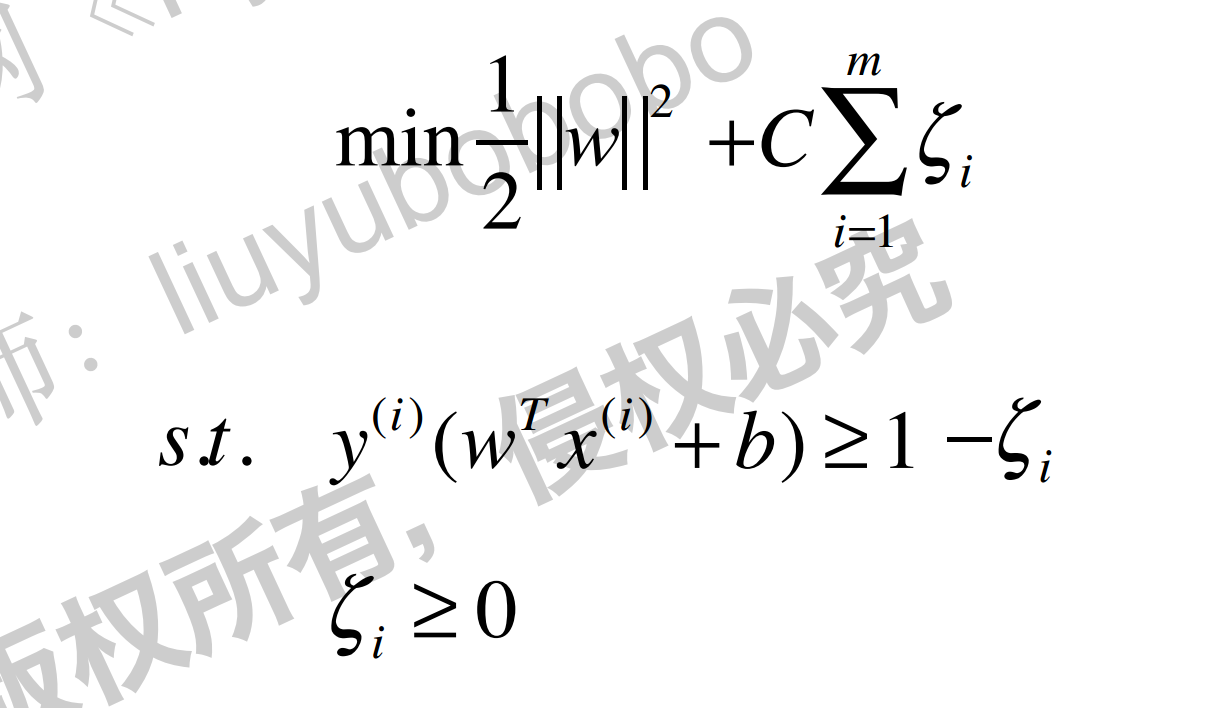 min 1/2 ||w||² + C ∑_{i=1}^{m} ζ_i
liuyubobobo
s.t. y^{(i)}(w^T x^{(i)} + b) ≥ 1 − ζ_i
ζ_i ≥ 0
版权所有，侵权必究